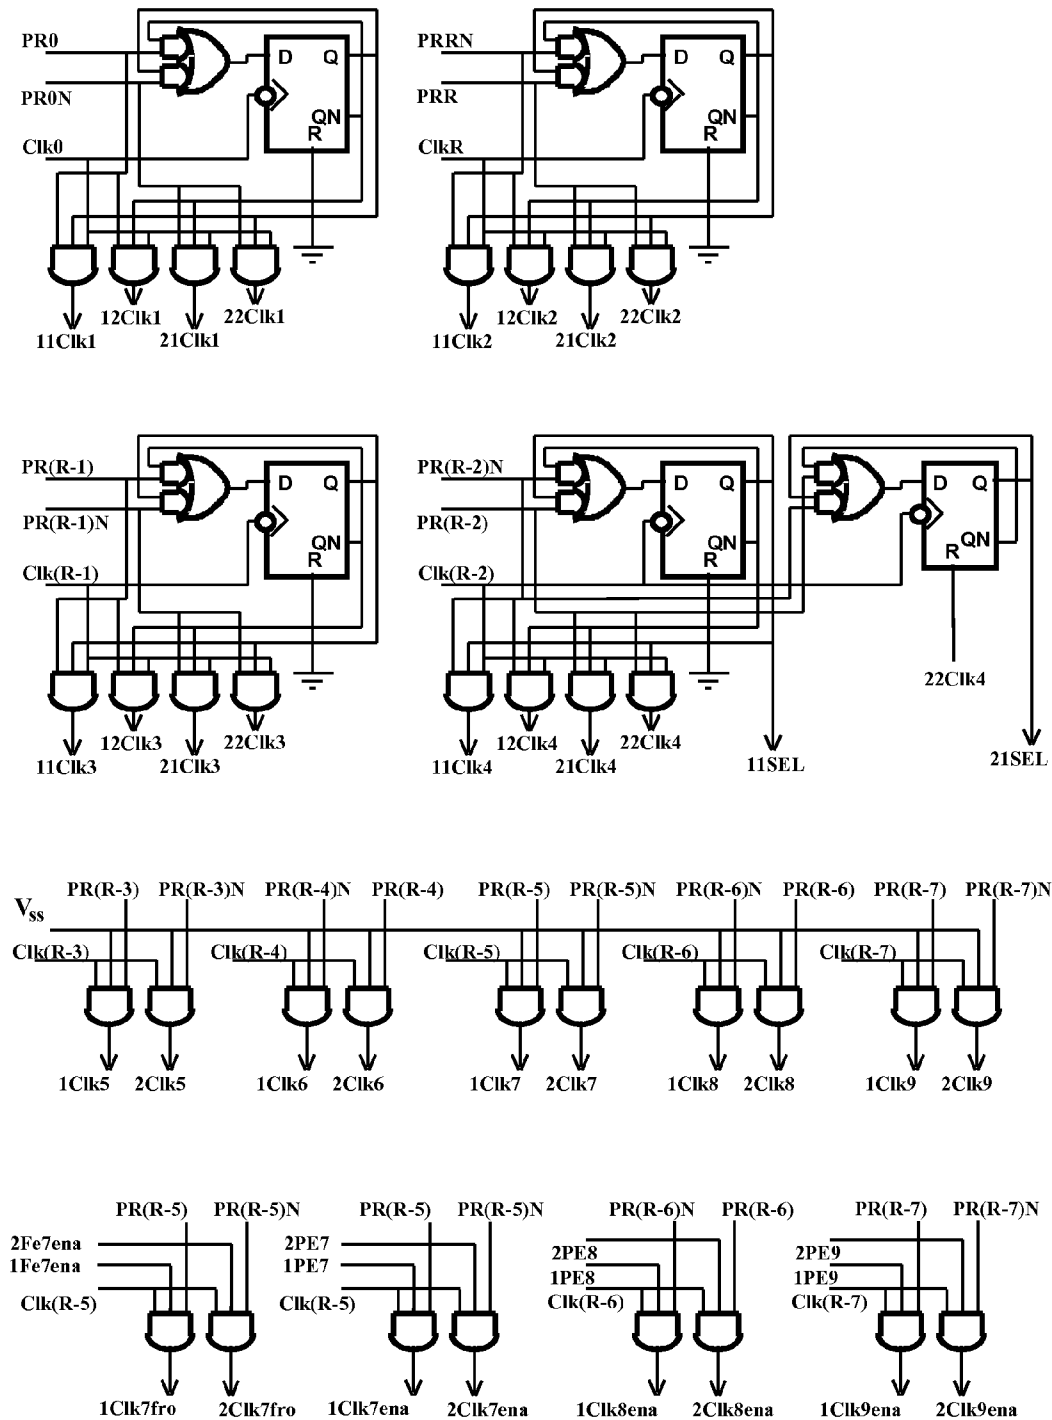 PR0
PR0N
Clk0
D
Q
QN
R
11Clk1
12Clk1
21Clk1
22Clk1
PRRN
PRR
ClkR
D
Q
QN
R
11Clk2
12Clk2
21Clk2
22Clk2
PR(R-1)
PR(R-1)N
Clk(R-1)
D
Q
QN
R
11Clk3
12Clk3
21Clk3
22Clk3
PR(R-2)N
PR(R-2)
Clk(R-2)
D
Q
QN
R
D
Q
QN
R
22Clk4
11Clk4
12Clk4
21Clk4
22Clk4
11SEL
21SEL
Vss
PR(R-3) PR(R-3)N PR(R-4)N PR(R-4) PR(R-5) PR(R-5)N PR(R-6)N PR(R-6) PR(R-7) PR(R-7)N
Clk(R-3) Clk(R-4) Clk(R-5) Clk(R-6) Clk(R-7)
1Clk5 2Clk5 1Clk6 2Clk6 1Clk7 2Clk7 1Clk8 2Clk8 1Clk9 2Clk9
PR(R-5) PR(R-5)N PR(R-5) PR(R-5)N PR(R-6)N PR(R-6) PR(R-7) PR(R-7)N
2Fe7ena 2PE7 2PE8 2PE9
1Fe7ena 1PE7 1PE8 1PE9
Clk(R-5) Clk(R-5) Clk(R-6) Clk(R-7)
1Clk7fro 2Clk7fro 1Clk7ena 2Clk7ena 1Clk8ena 2Clk8ena 1Clk9ena 2Clk9ena